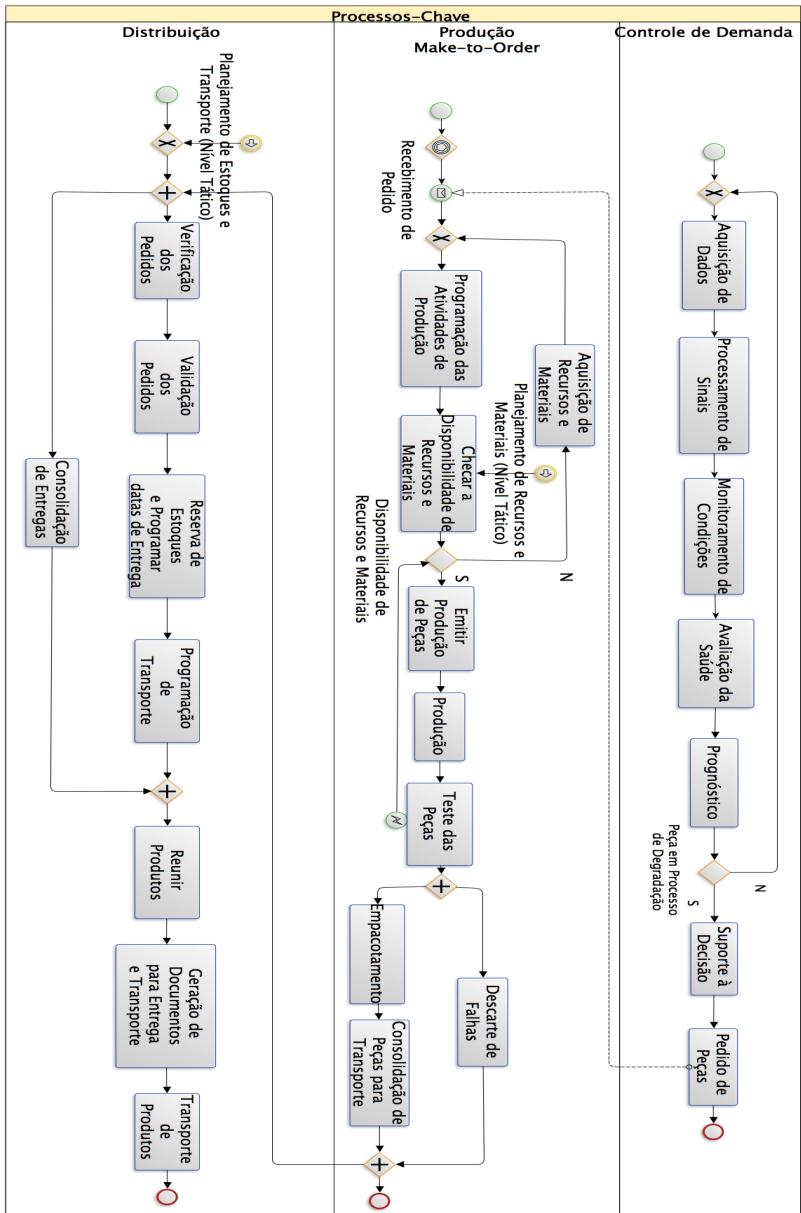 Processos-Chave
Distribuição
Planejamento de Estoques e
Transporte (Nível Tático)
Verificação
dos
Pedidos
Validação
dos
Pedidos
Reserva de
Estoques
e Programar
datas de Entrega
Programação
de
Transporte
Consolidação
de Entregas
Reunir
Produtos
Geração de
Documentos
para Entrega
e Transporte
Transporte
de
Produtos
Produção
Make-to-Order
Recebimento de
Pedido
Programação das
Atividades de
Produção
Aquisição de
Recursos e
Materiais
Planejamento de Recursos e
Materiais (Nível Tático)
Checar a
Disponibilidade de
Recursos e
Materiais
Disponibilidade de
Recursos e Materiais
N
S
Emitir
Produção
de Peças
Produção
Teste das
Peças
Descarte de
Falhas
Empacotamento
Consolidação de
Peças para
Transporte
Controle de Demanda
Aquisição de
Dados
Processamento de
Sinais
Monitoramento de
Condições
Avaliação da
Saúde
Prognóstico
Peça em Processo
de Degradação
N
S
Suporte à
Decisão
Pedido de
Peças